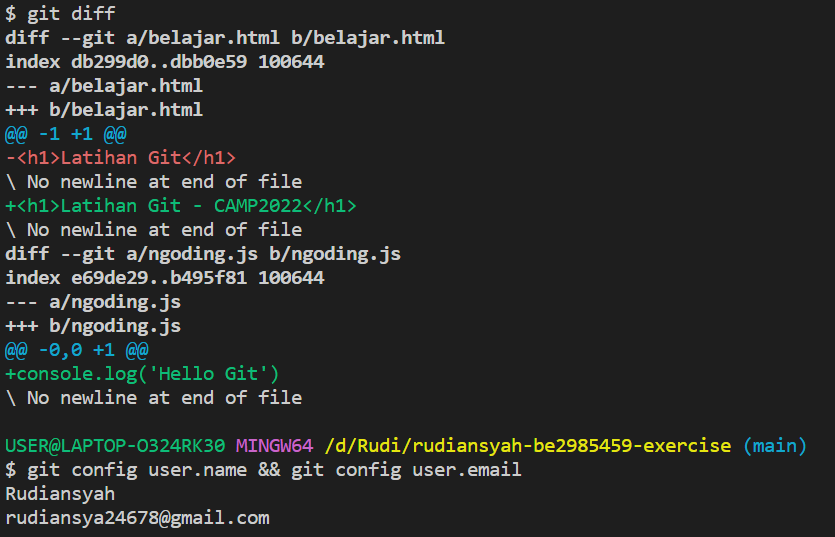 $ git diff
diff --git a/belajar.html b/belajar.html
index db299d0..dbb0e59 100644
--- a/belajar.html
+++ b/belajar.html
@@ -1 +1 @@
-<h1>Latihan Git</h1>
\ No newline at end of file
+<h1>Latihan Git - CAMP2022</h1>
\ No newline at end of file
diff --git a/ngoding.js b/ngoding.js
index e69de29..b495f81 100644
--- a/ngoding.js
+++ b/ngoding.js
@@ -0,0 +1 @@
+console.log('Hello Git')
\ No newline at end of file
USER@LAPTOP-O324RK30 MINGW64 /d/Rudi/rudiansyah-be2985459-exercise (main)
$ git config user.name && git config user.email
Rudiansyah
rudiansya24678@gmail.com